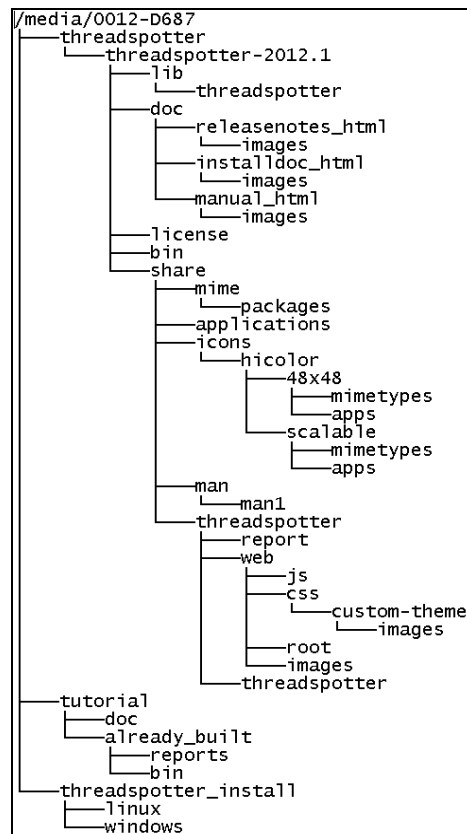 /media/0012-D687
threadspotter
threadspotter-2012.1
lib
threadspotter
doc
releasenotes_html
images
installdoc_html
images
manual_html
images
license
bin
share
mime
packages
applications
icons
hicolor
48x48
mimetypes
apps
scalable
mimetypes
apps
man
man1
threadspotter
report
web
js
css
custom-theme
images
root
images
threadspotter
tutorial
doc
already_built
reports
bin
threadspotter_install
linux
windows